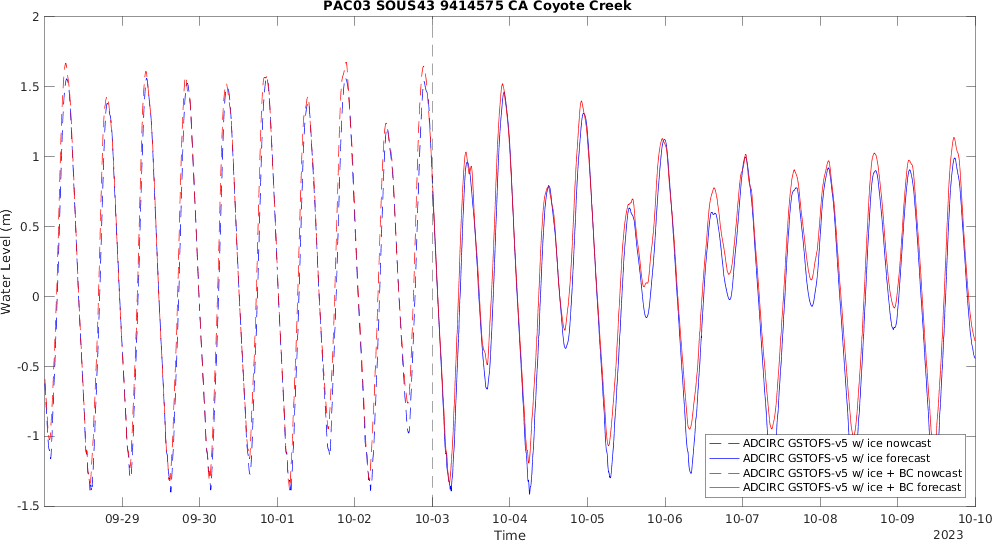 PAC03 SOUS43 9414575 CA Coyote Creek
2
1.5
1
0.5
0
-0.5
-1
-1.5
Water Level (m)
ADCIRC GSTOFS-v5 w/ ice nowcast
ADCIRC GSTOFS-v5 w/ ice forecast
ADCIRC GSTOFS-v5 w/ ice + BC nowcast
ADCIRC GSTOFS-v5 w/ ice + BC forecast
09-29 09-30 10-01 10-02 10-03 10-04 10-05 10-06 10-07 10-08 10-09 10-10
Time
2023